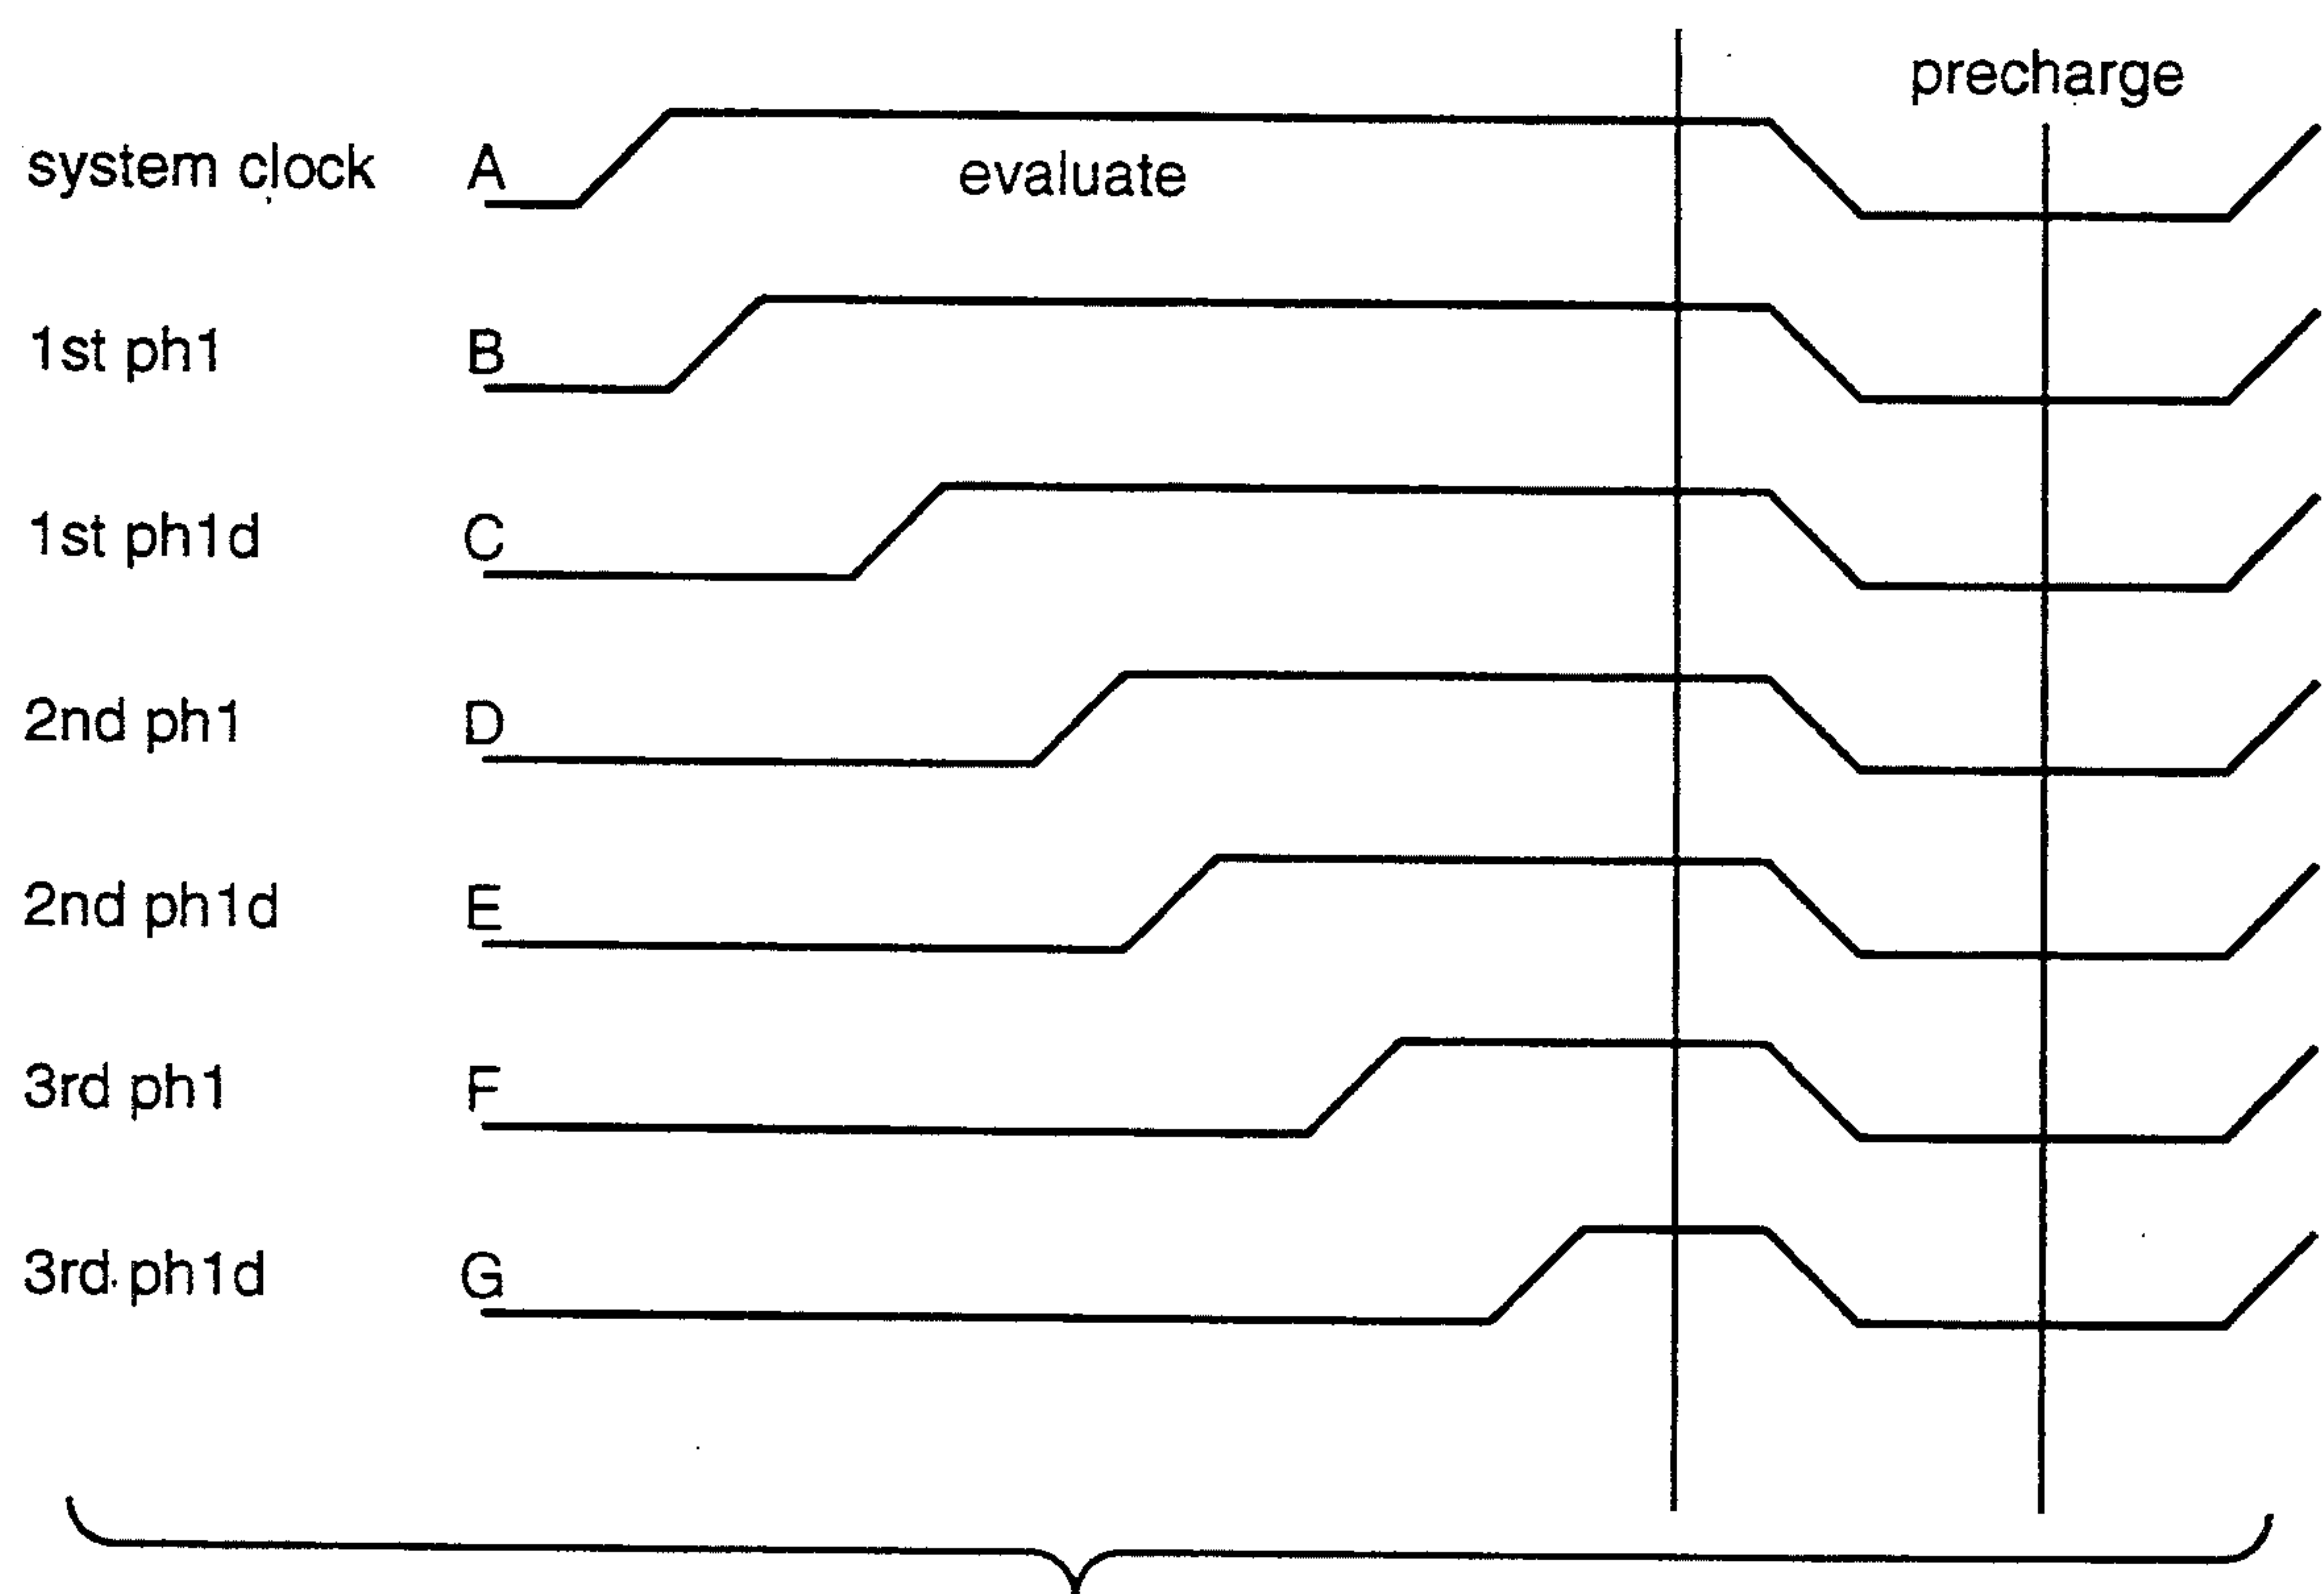 precharge
system clock A evaluate
1st ph1 B
1st ph1d C
2nd ph1 D
2nd ph1d E
3rd ph1 F
3rd ph1d G